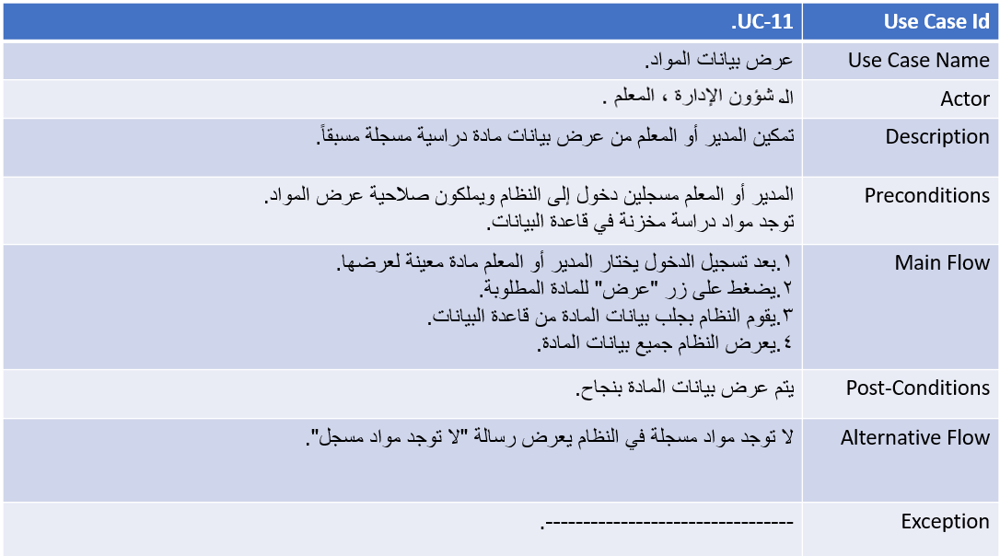 Use Case Id UC-11.
Use Case Name عرض بيانات المواد.
Actor الـ شؤون الإدارة ، المعلم .
Description تمكين المدير أو المعلم من عرض بيانات مادة دراسية مسجلة مسبقاً.
Preconditions المدير أو المعلم مسجلين دخول إلى النظام ويملكون صلاحية عرض المواد.
توجد مواد دراسة مخزنة في قاعدة البيانات.
Main Flow ١.بعد تسجيل الدخول يختار المدير أو المعلم مادة معينة لعرضها.
٢.يضغط على زر "عرض" للمادة المطلوبة.
٣.يقوم النظام بجلب بيانات المادة من قاعدة البيانات.
٤.يعرض النظام جميع بيانات المادة.
Post-Conditions يتم عرض بيانات المادة بنجاح.
Alternative Flow لا توجد مواد مسجلة في النظام يعرض رسالة "لا توجد مواد مسجل".
Exception ---------------------------------.